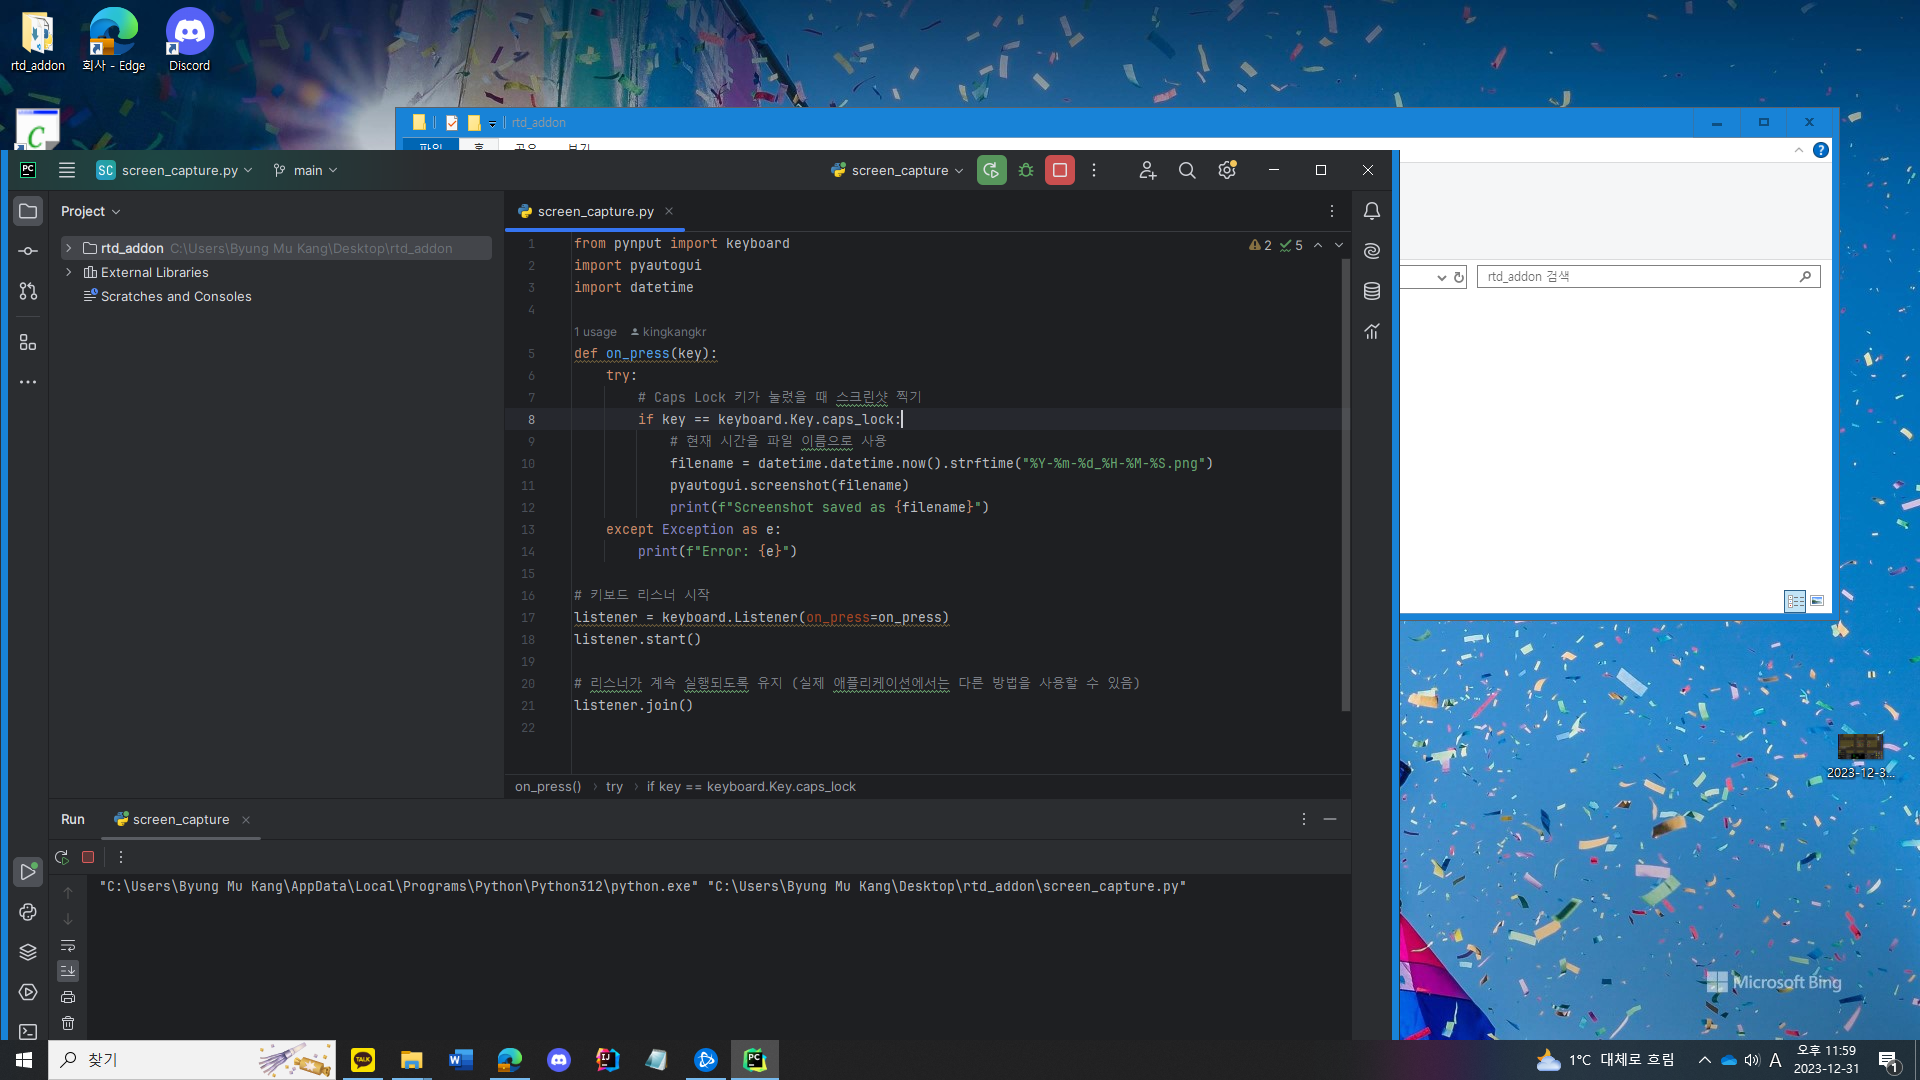 rtd_addon
회사 - Edge
Discord
rtd_addon
파일
홈
공유
보기
SC
screen_capture.py
main
screen_capture
Project
rtd_addon C:\Users\Byung Mu Kang\Desktop\rtd_addon
External Libraries
Scratches and Consoles
screen_capture.py
2 5
1 from pynput import keyboard
2 import pyautogui
3 import datetime
4
1 usage kingkangkr
5 def on_press(key):
6 try:
7 # Caps Lock 키가 눌렸을 때 스크린샷 찍기
8 if key == keyboard.Key.caps_lock:
9 # 현재 시간을 파일 이름으로 사용
10 filename = datetime.datetime.now().strftime("%Y-%m-%d_%H-%M-%S.png")
11 pyautogui.screenshot(filename)
12 print(f"Screenshot saved as {filename}")
13 except Exception as e:
14 print(f"Error: {e}")
15
16 # 키보드 리스너 시작
17 listener = keyboard.Listener(on_press=on_press)
18 listener.start()
19
20 # 리스너가 계속 실행되도록 유지 (실제 애플리케이션에서는 다른 방법을 사용할 수 있음)
21 listener.join()
22
on_press() › try › if key == keyboard.Key.caps_lock
rtd_addon 검색
2023-12-3...
Run
screen_capture
"C:\Users\Byung Mu Kang\AppData\Local\Programs\Python\Python312\python.exe" "C:\Users\Byung Mu Kang\Desktop\rtd_addon\screen_capture.py"
Microsoft Bing
찾기
TALK
1°C 대체로 흐림
A
오후 11:59
2023-12-31
1